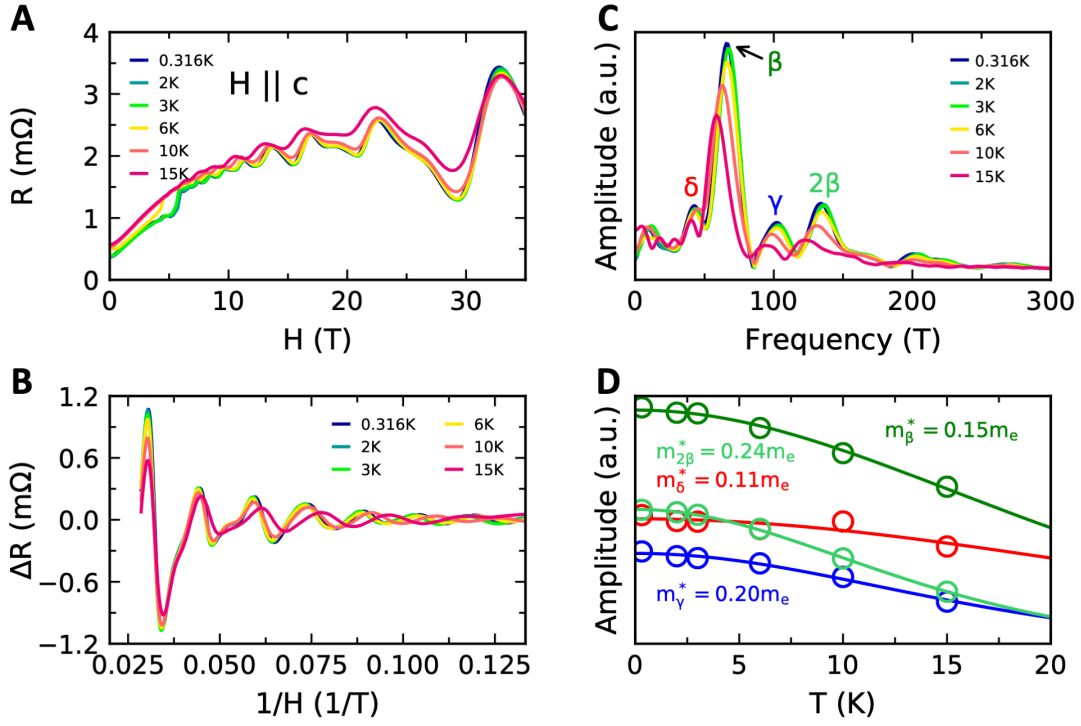 A
R (mΩ)
4
3
2
1
0
0.316K
2K
3K
6K
10K
15K
H || c
0
10
20
30
H (T)
C
Amplitude (a.u.)
β
δ
γ
2β
0.316K
2K
3K
6K
10K
15K
0
100
200
300
Frequency (T)
B
ΔR (mΩ)
1.2
0.6
0.0
−0.6
−1.2
0.316K
2K
3K
6K
10K
15K
0.025
0.050
0.075
0.100
0.125
1/H (1/T)
D
Amplitude (a.u.)
m*β = 0.15me
m*2β = 0.24me
m*δ = 0.11me
m*γ = 0.20me
0
5
10
15
20
T (K)